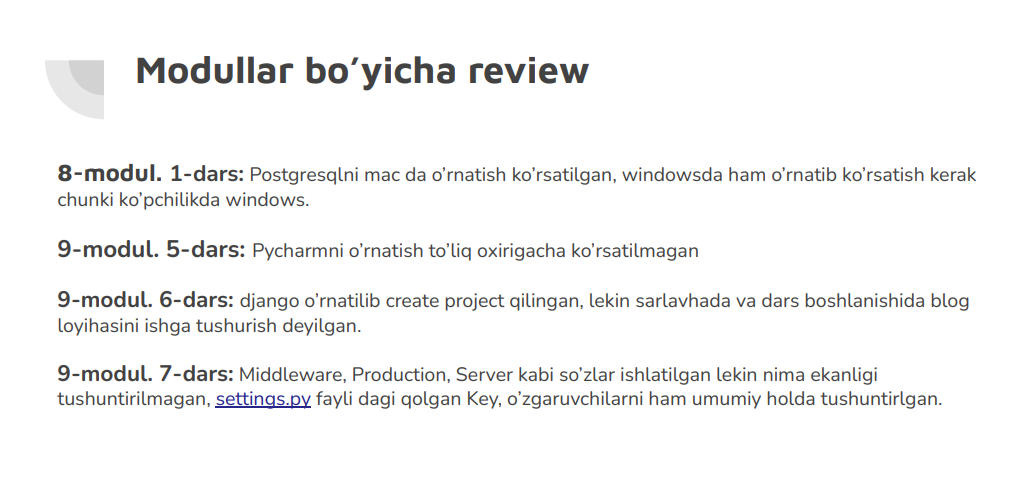 Modullar bo’yicha review
8-modul. 1-dars: Postgresqlni mac da o’rnatish ko’rsatilgan, windowsda ham o’rnatib ko’rsatish kerak
chunki ko’pchilikda windows.
9-modul. 5-dars: Pycharmni o’rnatish to’liq oxirigacha ko’rsatilmagan
9-modul. 6-dars: django o’rnatilib create project qilingan, lekin sarlavhada va dars boshlanishida blog
loyihasini ishga tushurish deyilgan.
9-modul. 7-dars: Middleware, Production, Server kabi so’zlar ishlatilgan lekin nima ekanligi
tushuntirilmagan, settings.py fayli dagi qolgan Key, o’zgaruvchilarni ham umumiy holda tushuntirlgan.